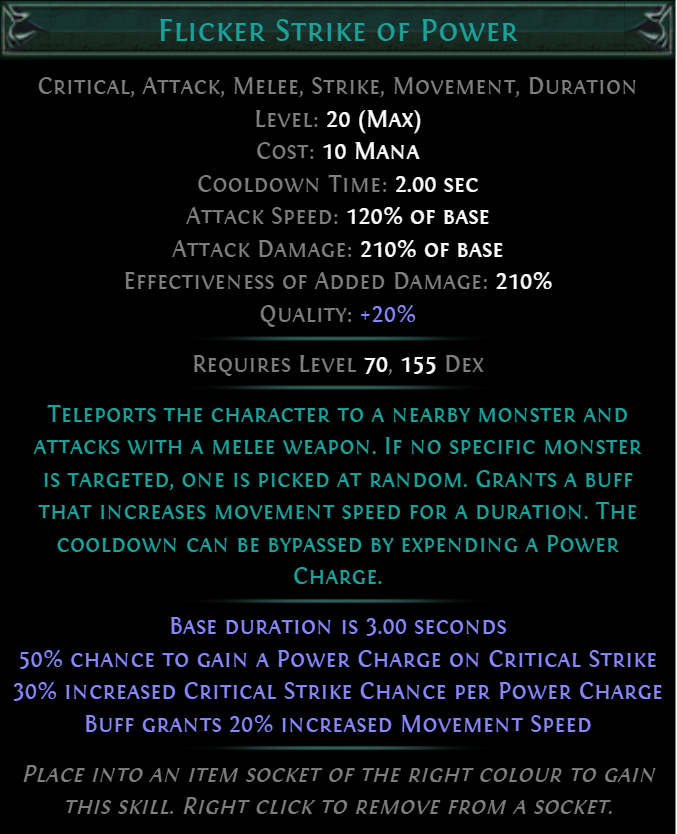 Flicker Strike of Power
Critical, Attack, Melee, Strike, Movement, Duration
Level: 20 (Max)
Cost: 10 Mana
Cooldown Time: 2.00 sec
Attack Speed: 120% of base
Attack Damage: 210% of base
Effectiveness of Added Damage: 210%
Quality: +20%
Requires Level 70, 155 Dex
Teleports the character to a nearby monster and
attacks with a melee weapon. If no specific monster
is targeted, one is picked at random. Grants a buff
that increases movement speed for a duration. The
cooldown can be bypassed by expending a Power
Charge.
Base duration is 3.00 seconds
50% chance to gain a Power Charge on Critical Strike
30% increased Critical Strike Chance per Power Charge
Buff grants 20% increased Movement Speed
Place into an item socket of the right colour to gain
this skill. Right click to remove from a socket.